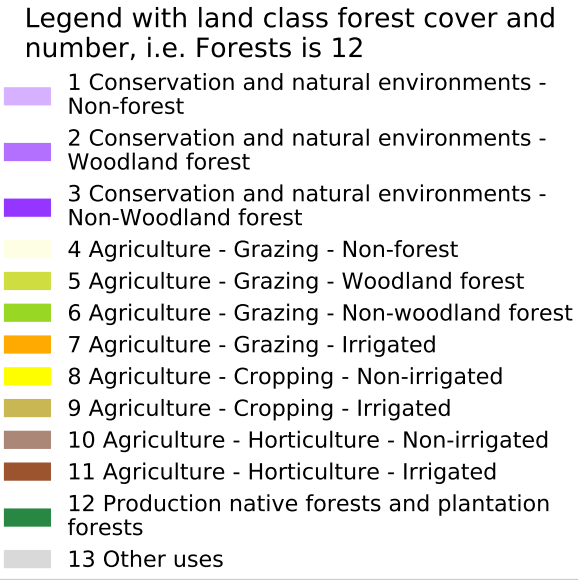 Legend with land class forest cover and
number, i.e. Forests is 12
1 Conservation and natural environments -
Non-forest
2 Conservation and natural environments -
Woodland forest
3 Conservation and natural environments -
Non-Woodland forest
4 Agriculture - Grazing - Non-forest
5 Agriculture - Grazing - Woodland forest
6 Agriculture - Grazing - Non-woodland forest
7 Agriculture - Grazing - Irrigated
8 Agriculture - Cropping - Non-irrigated
9 Agriculture - Cropping - Irrigated
10 Agriculture - Horticulture - Non-irrigated
11 Agriculture - Horticulture - Irrigated
12 Production native forests and plantation
forests
13 Other uses